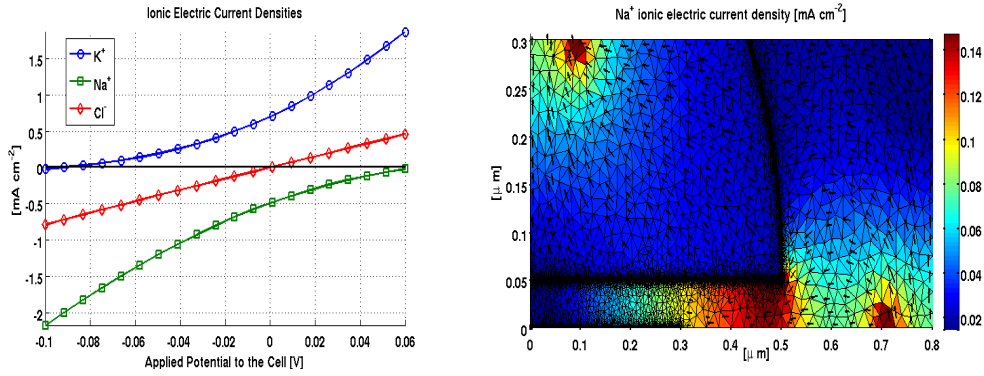 Ionic Electric Current Densities
K+
Na+
Cl-
[mA cm-2]
1.5
1
0.5
0
-0.5
-1
-1.5
-2
-0.1 -0.08 -0.06 -0.04 -0.02 0 0.02 0.04 0.06
Applied Potential to the Cell [V]
Na+ ionic electric current density [mA cm-2]
[μ m]
0.3
0.25
0.2
0.15
0.1
0.05
0
0 0.1 0.2 0.3 0.4 0.5 0.6 0.7 0.8
[μ m]
0.14
0.12
0.10
0.08
0.06
0.04
0.02